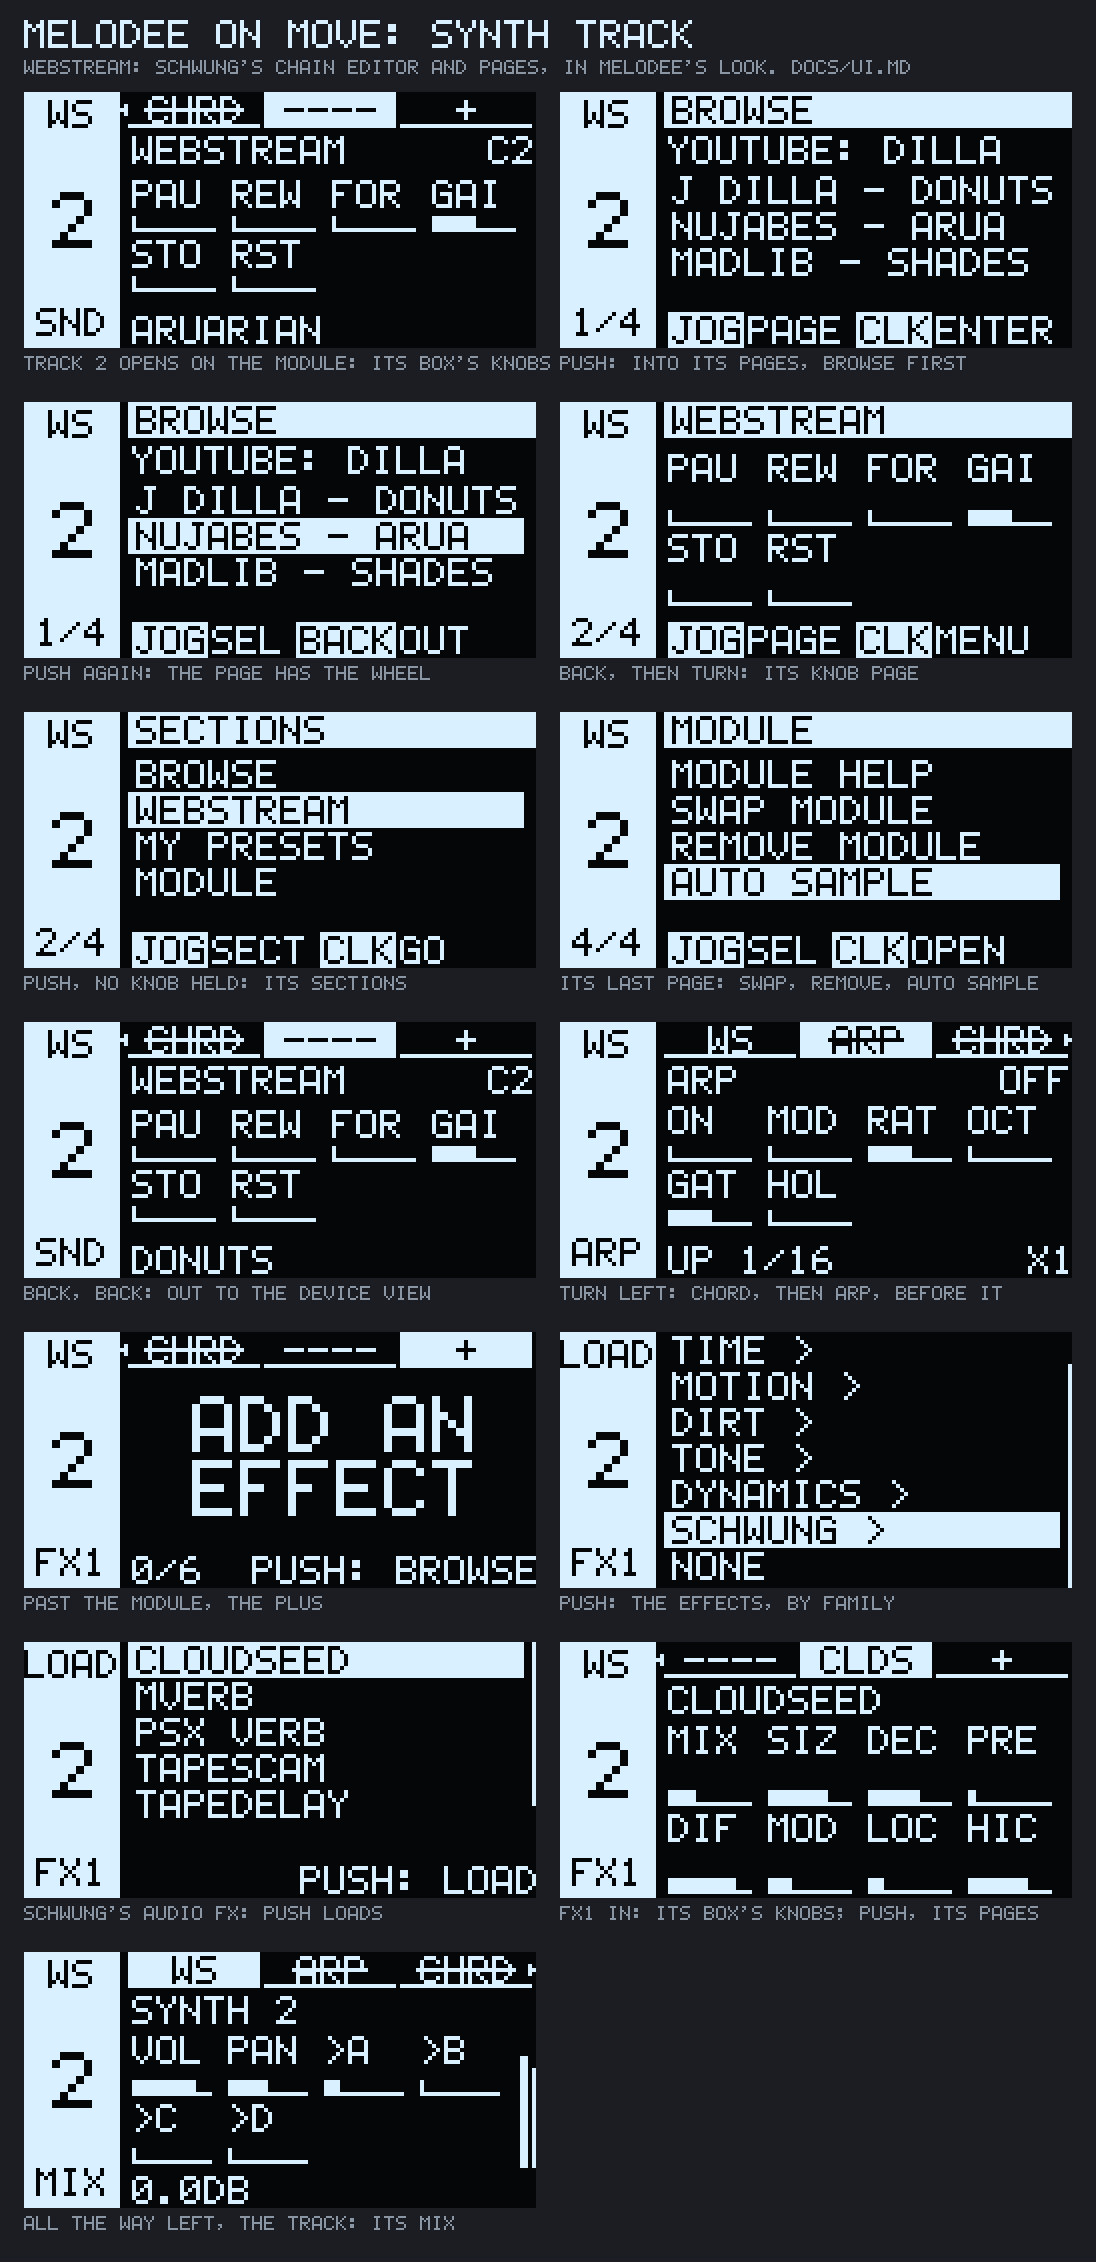 MELODEE ON MOVE: SYNTH TRACK
WEBSTREAM: SCHWUNG'S CHAIN EDITOR AND PAGES, IN MELODEE'S LOOK. DOCS/UI.MD
WS
CHRD ---- +
WEBSTREAM C2
PAU REW FOR GAI
2
STO RST
SND
ARUARIAN
TRACK 2 OPENS ON THE MODULE: ITS BOX'S KNOBS
WS
BROWSE
YOUTUBE: DILLA
J DILLA - DONUTS
2
NUJABES - ARUA
MADLIB - SHADES
1/4
JOG PAGE CLK ENTER
PUSH: INTO ITS PAGES, BROWSE FIRST
WS
BROWSE
YOUTUBE: DILLA
J DILLA - DONUTS
2
NUJABES - ARUA
MADLIB - SHADES
1/4
JOG SEL BACK OUT
PUSH AGAIN: THE PAGE HAS THE WHEEL
WS
WEBSTREAM
PAU REW FOR GAI
2
STO RST
2/4
JOG PAGE CLK MENU
BACK, THEN TURN: ITS KNOB PAGE
WS
SECTIONS
BROWSE
WEBSTREAM
2
MY PRESETS
MODULE
2/4
JOG SECT CLK GO
PUSH, NO KNOB HELD: ITS SECTIONS
WS
MODULE
MODULE HELP
SWAP MODULE
2
REMOVE MODULE
AUTO SAMPLE
4/4
JOG SEL CLK OPEN
ITS LAST PAGE: SWAP, REMOVE, AUTO SAMPLE
WS
CHRD ---- +
WEBSTREAM C2
PAU REW FOR GAI
2
STO RST
SND
DONUTS
BACK, BACK: OUT TO THE DEVICE VIEW
WS
WS ARP CHRD
ARP OFF
ON MOD RAT OCT
2
GAT HOL
ARP
UP 1/16 X1
TURN LEFT: CHORD, THEN ARP, BEFORE IT
WS
CHRD ---- +
ADD AN
2
EFFECT
FX1
0/6 PUSH: BROWSE
PAST THE MODULE, THE PLUS
LOAD
TIME >
MOTION >
DIRT >
2
TONE >
DYNAMICS >
SCHWUNG >
FX1
NONE
PUSH: THE EFFECTS, BY FAMILY
LOAD
CLOUDSEED
MVERB
PSX VERB
2
TAPESCAM
TAPEDELAY
FX1
PUSH: LOAD
SCHWUNG'S AUDIO FX: PUSH LOADS
WS
---- CLDS +
CLOUDSEED
MIX SIZ DEC PRE
2
DIF MOD LOC HIC
FX1
FX1 IN: ITS BOX'S KNOBS; PUSH, ITS PAGES
WS
WS ARP CHRD
SYNTH 2
VOL PAN >A >B
2
>C >D
MIX
0.0DB
ALL THE WAY LEFT, THE TRACK: ITS MIX